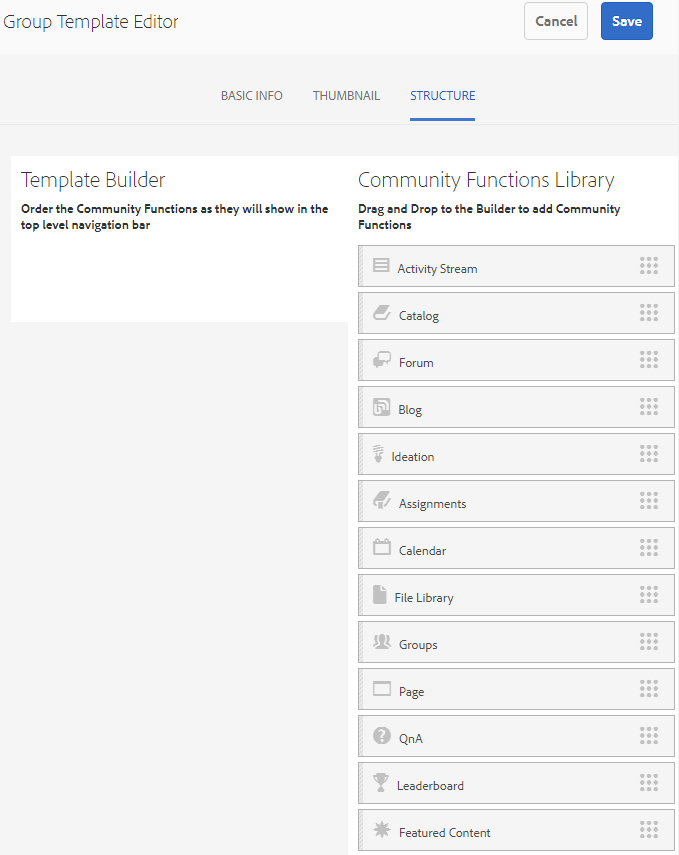 Group Template Editor
Cancel
Save
BASIC INFO
THUMBNAIL
STRUCTURE
Template Builder
Order the Community Functions as they will show in the
top level navigation bar
Community Functions Library
Drag and Drop to the Builder to add Community
Functions
Activity Stream
Catalog
Forum
Blog
Ideation
Assignments
Calendar
File Library
Groups
Page
QnA
Leaderboard
Featured Content